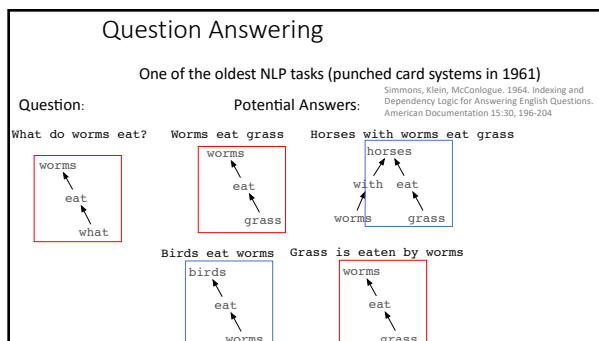 Question Answering
One of the oldest NLP tasks (punched card systems in 1961)
Simmons, Klein, McConlogue. 1964. Indexing and
Dependency Logic for Answering English Questions.
American Documentation 15:30, 196-204
Question:
Potential Answers:
What do worms eat?
worms
eat
what
Worms eat grass
worms
eat
grass
Horses with worms eat grass
horses
with
eat
worms
grass
Birds eat worms
birds
eat
worms
Grass is eaten by worms
worms
eat
grass